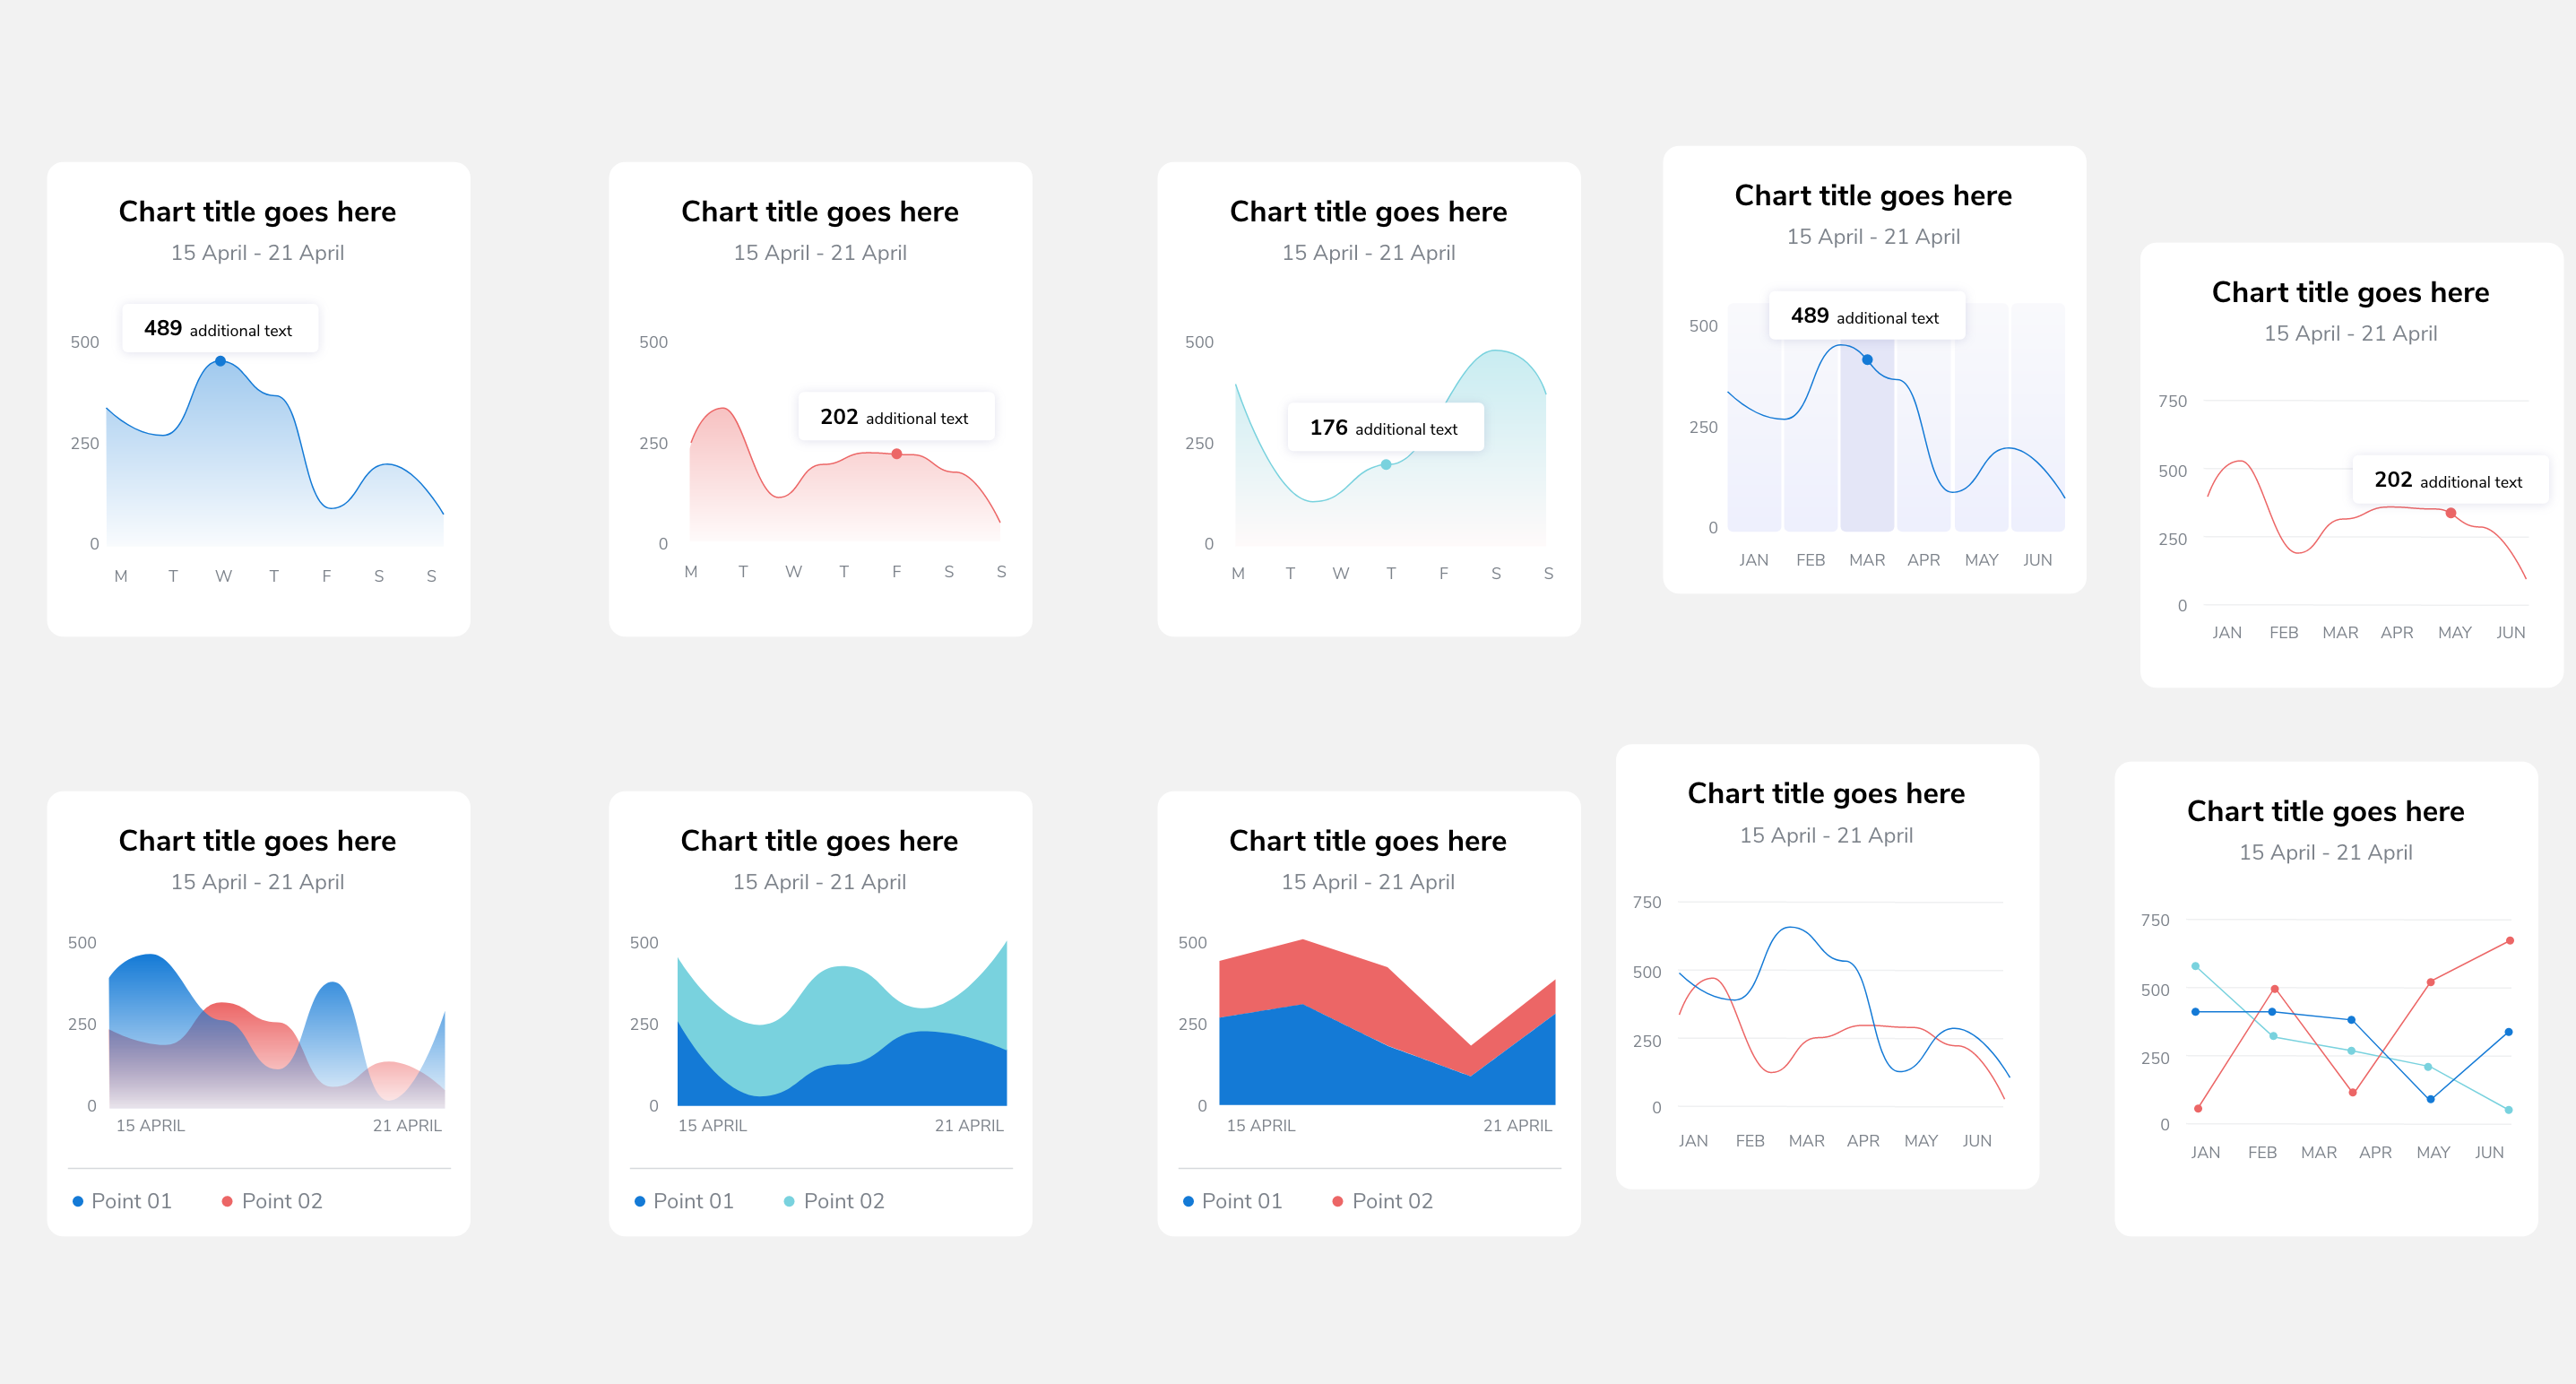 Chart title goes here
15 April - 21 April
489 additional text
500
250
0
M T W T F S S
Chart title goes here
15 April - 21 April
500
202 additional text
250
0
M T W T F S S
Chart title goes here
15 April - 21 April
500
176 additional text
250
0
M T W T F S S
Chart title goes here
15 April - 21 April
489 additional text
500
250
0
JAN FEB MAR APR MAY JUN
Chart title goes here
15 April - 21 April
750
500
202 additional text
250
0
JAN FEB MAR APR MAY JUN
Chart title goes here
15 April - 21 April
500
250
0
15 APRIL 21 APRIL
Point 01 Point 02
Chart title goes here
15 April - 21 April
500
250
0
15 APRIL 21 APRIL
Point 01 Point 02
Chart title goes here
15 April - 21 April
500
250
0
15 APRIL 21 APRIL
Point 01 Point 02
Chart title goes here
15 April - 21 April
750
500
250
0
JAN FEB MAR APR MAY JUN
Chart title goes here
15 April - 21 April
750
500
250
0
JAN FEB MAR APR MAY JUN